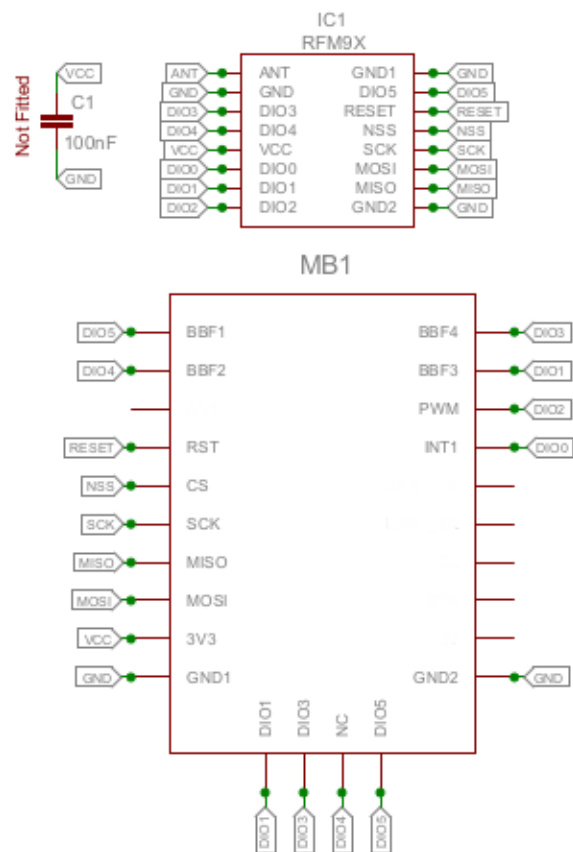 IC1
RFM9X
VCC
C1
Not Fitted
100nF
GND
ANT ANT GND1 GND
GND GND DIO5 DIO5
DIO3 DIO3 RESET RESET
DIO4 DIO4 NSS NSS
VCC VCC SCK SCK
DIO0 DIO0 MOSI MOSI
DIO1 DIO1 MISO MISO
DIO2 DIO2 GND2 GND
MB1
DIO5 BBF1 BBF4 DIO3
DIO4 BBF2 BBF3 DIO1
PWM DIO2
RESET RST INT1 DIO0
NSS CS
SCK SCK
MISO MISO
MOSI MOSI
VCC 3V3
GND GND1 GND2 GND
DIO1 DIO3 NC DIO5
DIO1 DIO3 DIO4 DIO5